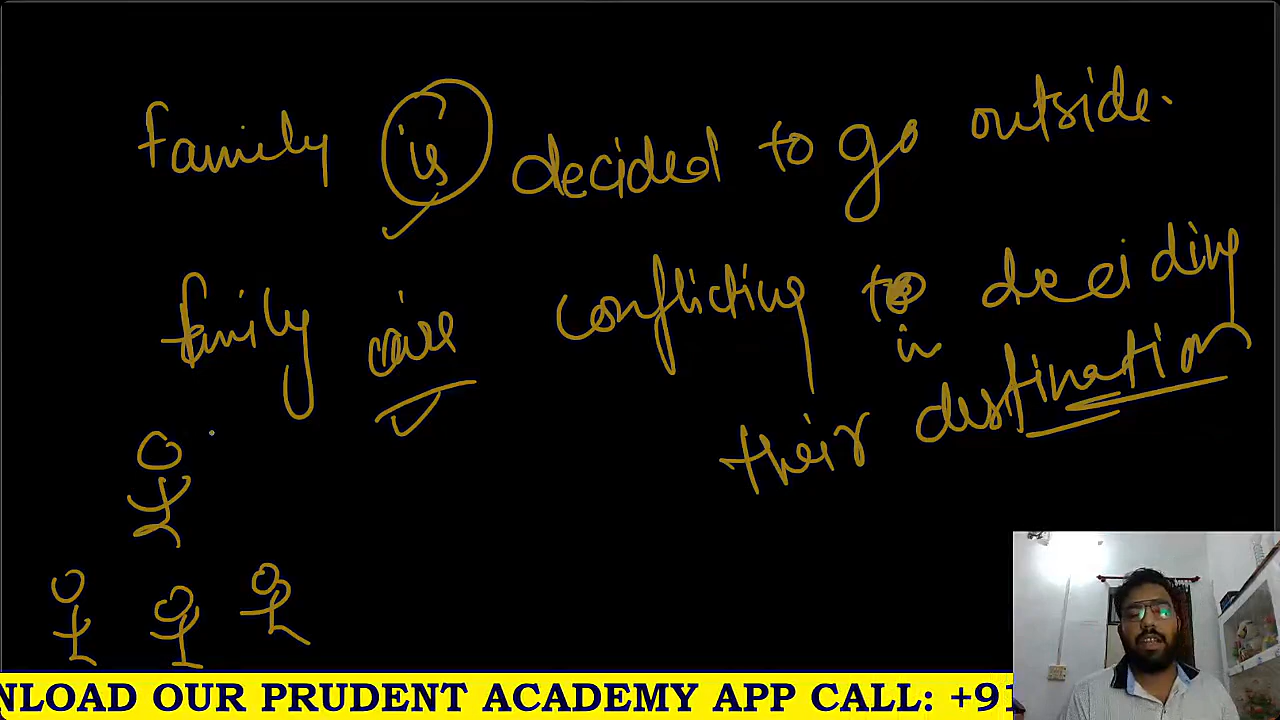 family is decided to go outside.
family are conflicting in deciding
their destination
NLOAD OUR PRUDENT ACADEMY APP CALL: +91